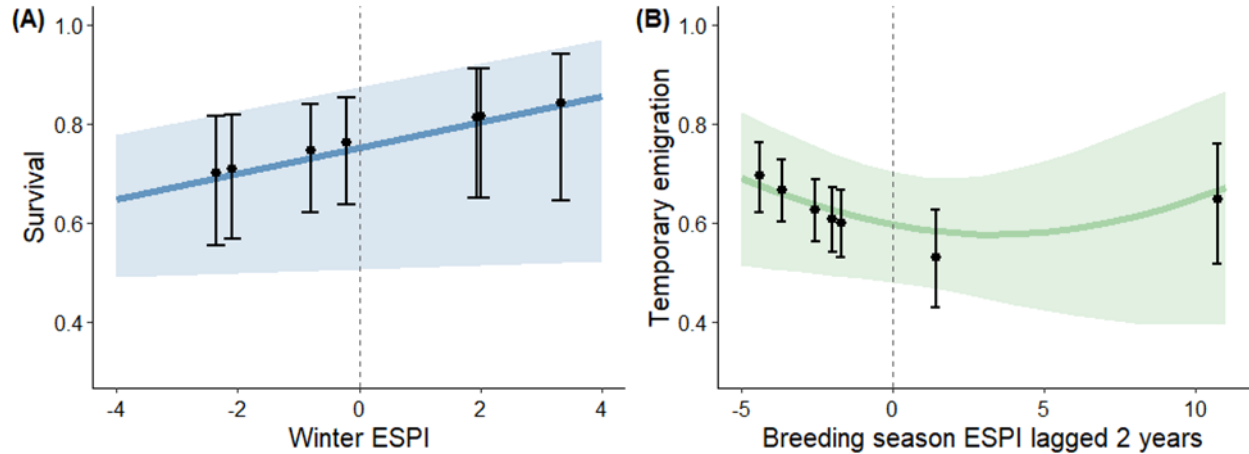 (A)
1.0
0.8
0.6
0.4
Survival
-4
-2
0
2
4
Winter ESPI
(B)
1.0
0.8
0.6
0.4
Temporary emigration
-5
0
5
10
Breeding season ESPI lagged 2 years